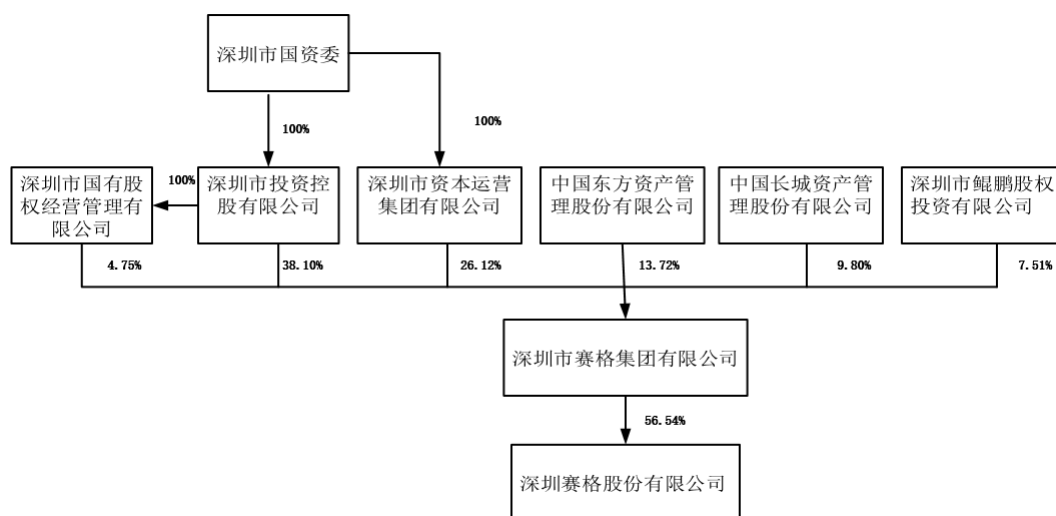 深圳市国资委
100%
100%
100%
深圳市国有股
权经营管理有
限公司
深圳市投资控
股有限公司
深圳市资本运营
集团有限公司
中国东方资产管
理股份有限公司
中国长城资产管
理股份有限公司
深圳市鲲鹏股权
投资有限公司
4.75%
38.10%
26.12%
13.72%
9.80%
7.51%
深圳市赛格集团有限公司
56.54%
深圳赛格股份有限公司